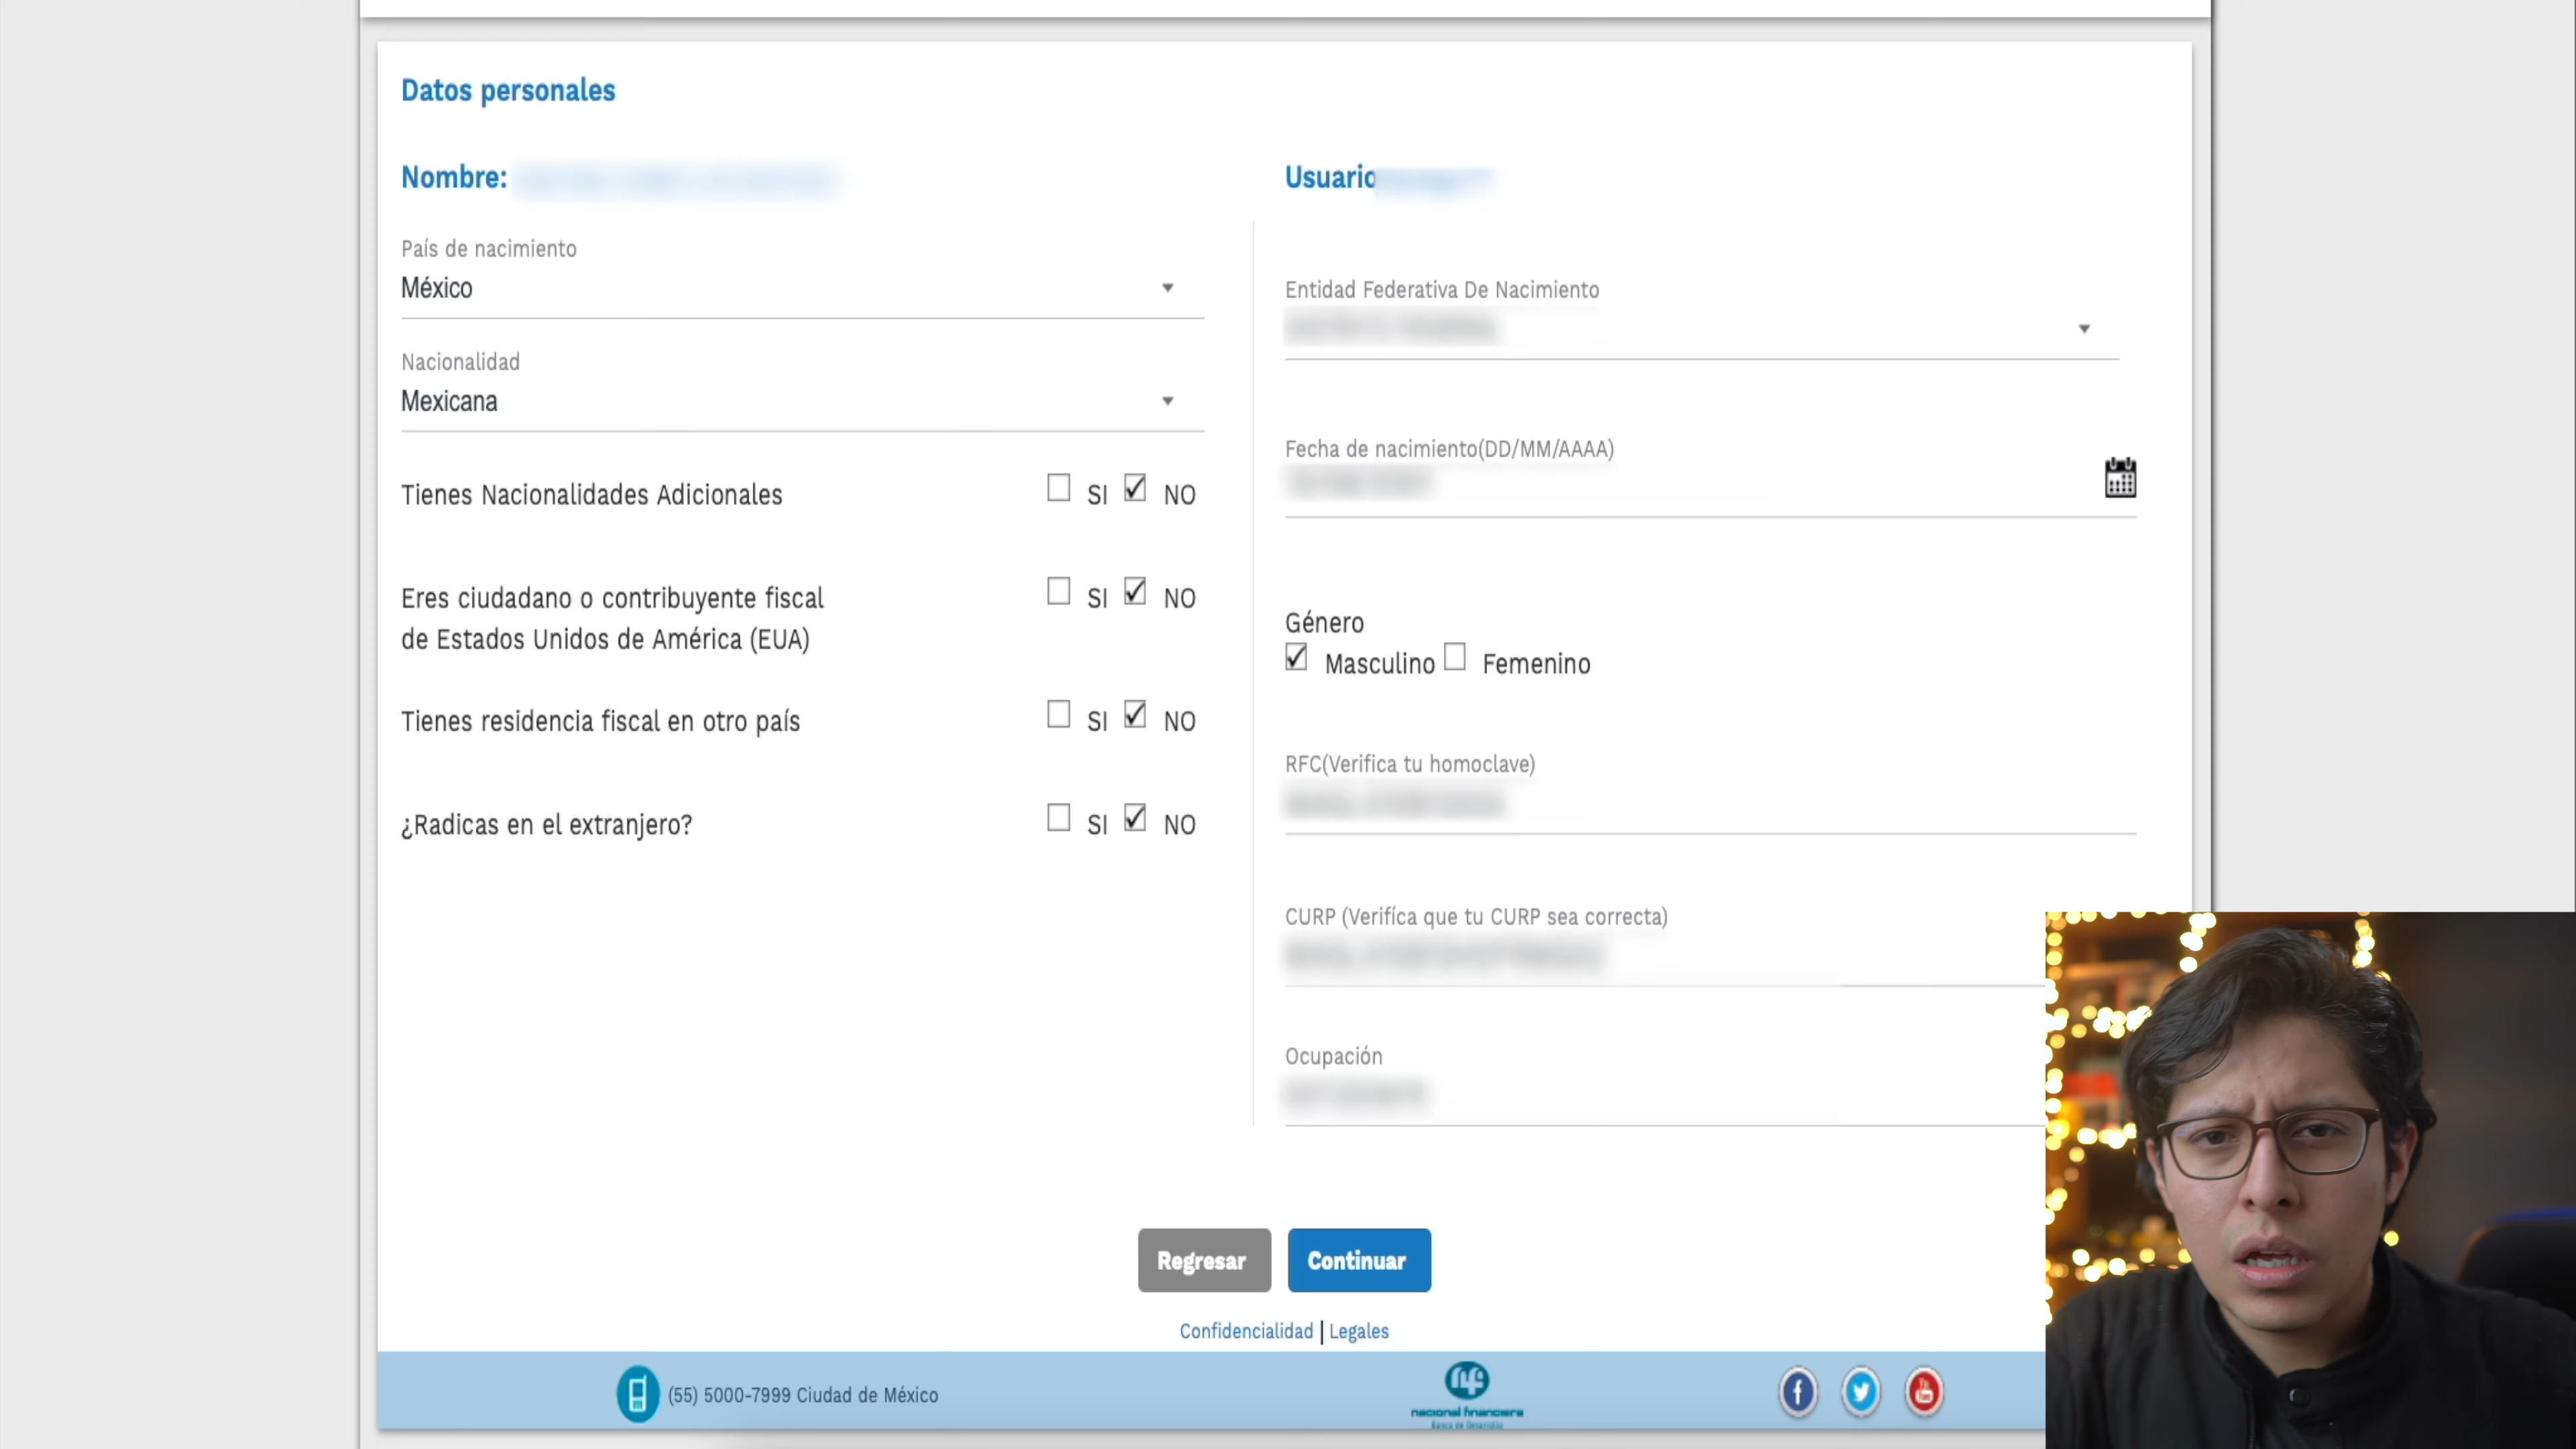 Datos personales
Nombre:
Usuario
País de nacimiento
México
Nacionalidad
Mexicana
Tienes Nacionalidades Adicionales
SI NO
Eres ciudadano o contribuyente fiscal
de Estados Unidos de América (EUA)
SI NO
Tienes residencia fiscal en otro país
SI NO
¿Radicas en el extranjero?
SI NO
Entidad Federativa De Nacimiento
Fecha de nacimiento(DD/MM/AAAA)
Género
Masculino Femenino
RFC(Verifica tu homoclave)
CURP (Verifíca que tu CURP sea correcta)
Ocupación
Regresar Continuar
Confidencialidad | Legales
(55) 5000-7999 Ciudad de México
nacional financiera
Banca de Desarrollo